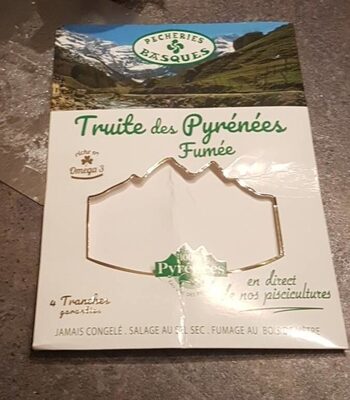 PECHERIES
BASQUES
Truite des Pyrénées
Fumée
riche en
Omega 3
PYRÉNÉES
en direct
de nos piscicultures
4 Tranches
garanties
JAMAIS CONGELÉ . SALAGE AU SEL SEC . FUMAGE AU BOIS DE HÊTRE